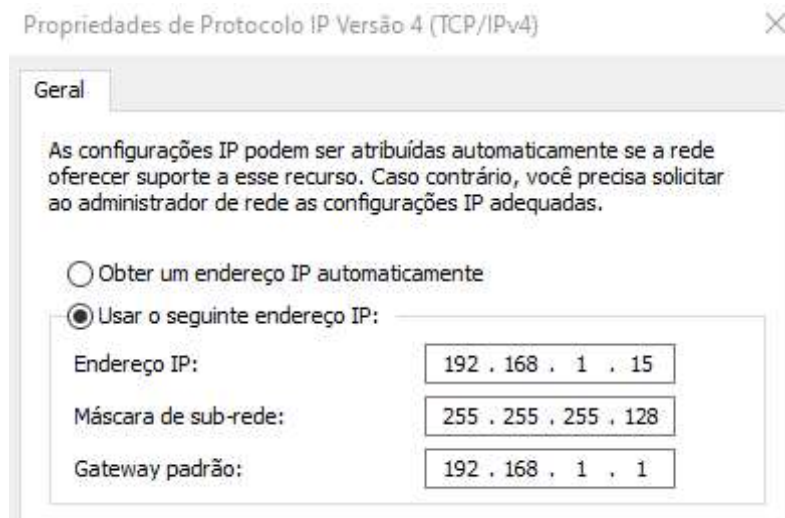 Propriedades de Protocolo IP Versão 4 (TCP/IPv4)
Geral
As configurações IP podem ser atribuídas automaticamente se a rede
oferecer suporte a esse recurso. Caso contrário, você precisa solicitar
ao administrador de rede as configurações IP adequadas.
Obter um endereço IP automaticamente
Usar o seguinte endereço IP:
Endereço IP: 192 . 168 . 1 . 15
Máscara de sub-rede: 255 . 255 . 255 . 128
Gateway padrão: 192 . 168 . 1 . 1